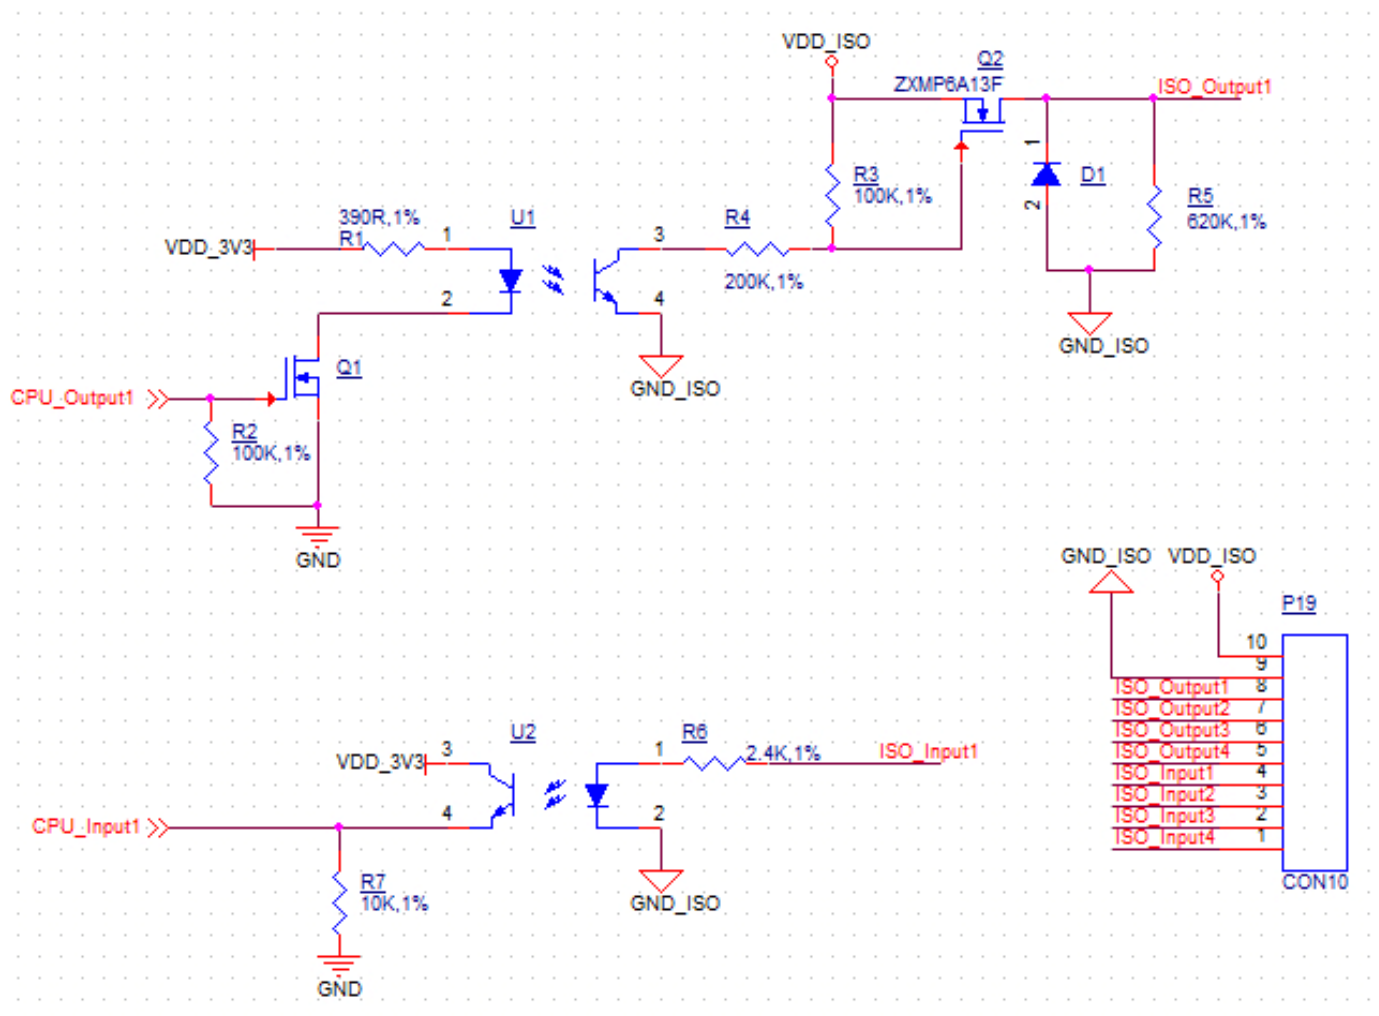 VDD_ISO
Q2
ZXMP6A13F
ISO_Output1
1
D1
2
R3
100K,1%
R5
620K,1%
390R,1%
R1
VDD_3V3
1
U1
3
R4
200K,1%
2
4
GND_ISO
GND_ISO
Q1
CPU_Output1
R2
100K,1%
GND
GND_ISO
VDD_ISO
P19
10
9
ISO_Output1 8
ISO_Output2 7
ISO_Output3 6
ISO_Output4 5
ISO_Input1 4
ISO_Input2 3
ISO_Input3 2
ISO_Input4 1
CON10
VDD_3V3
3
U2
1
R6
2.4K,1%
ISO_Input1
CPU_Input1
4
2
R7
10K,1%
GND_ISO
GND